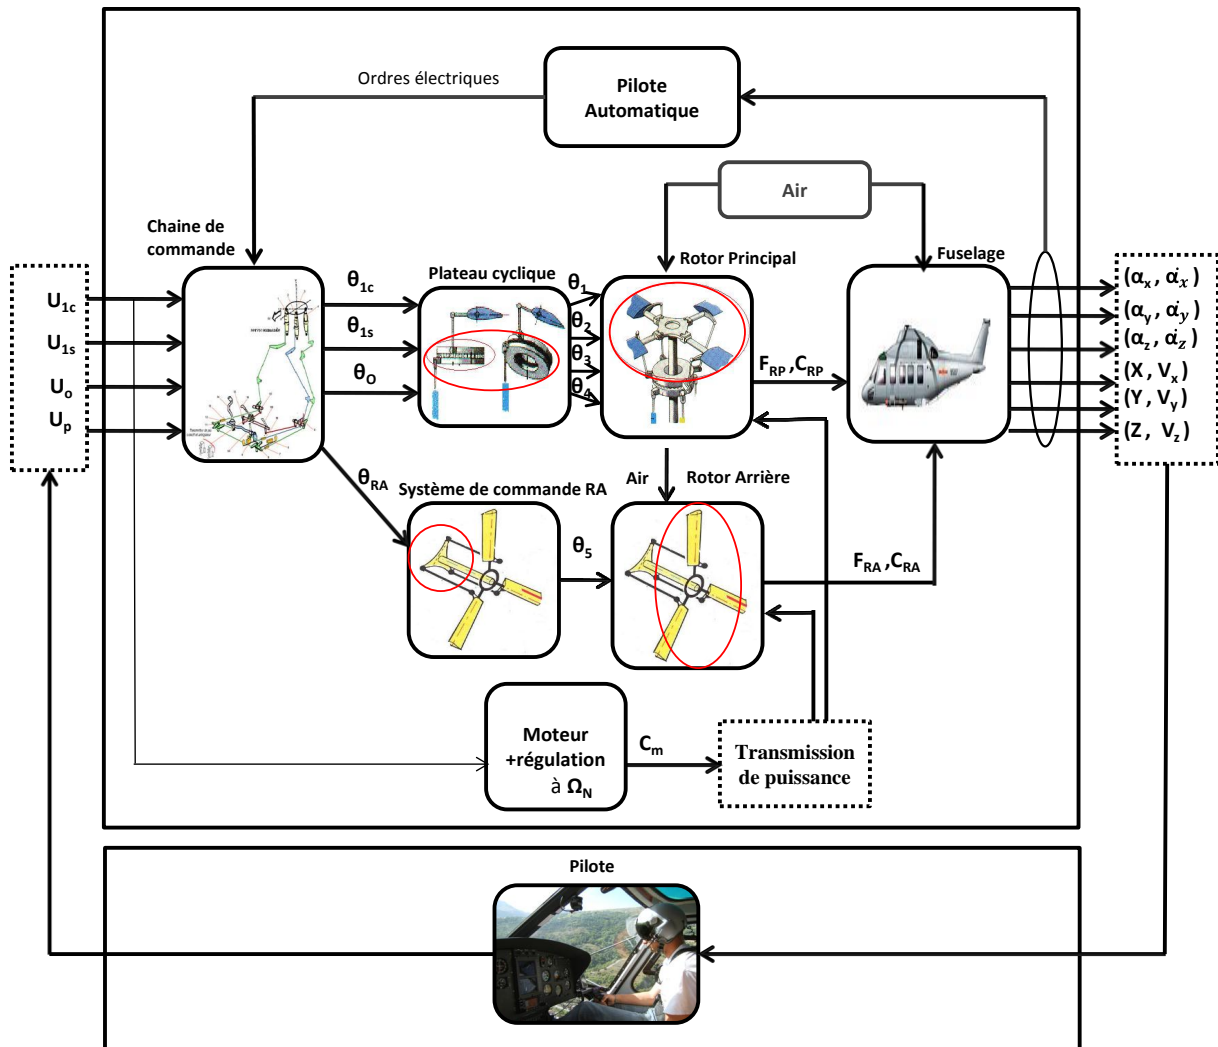 Ordres électriques
Pilote
Automatique
Air
Chaine de
commande
Plateau cyclique
Rotor Principal
Fuselage
U1c
U1s
Uo
Up
θ1c
θ1s
θO
θ1
θ2
θ3
θ4
FRP ,CRP
(αx , α̇x)
(αy , α̇y)
(αz , α̇z)
(X , Vx)
(Y , Vy)
(Z , Vz)
θRA
Système de commande RA
Air
Rotor Arrière
θ5
FRA ,CRA
Moteur
+régulation
à ΩN
Cm
Transmission
de puissance
Pilote